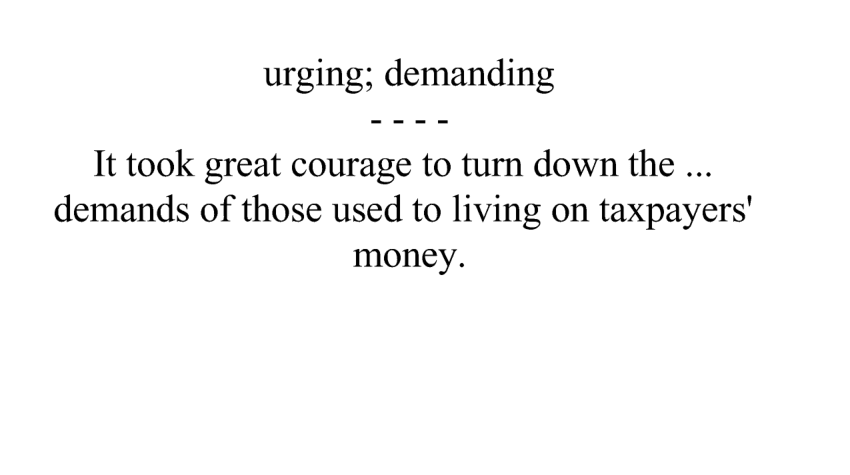 urging; demanding
- - - -
It took great courage to turn down the ...
demands of those used to living on taxpayers'
money.